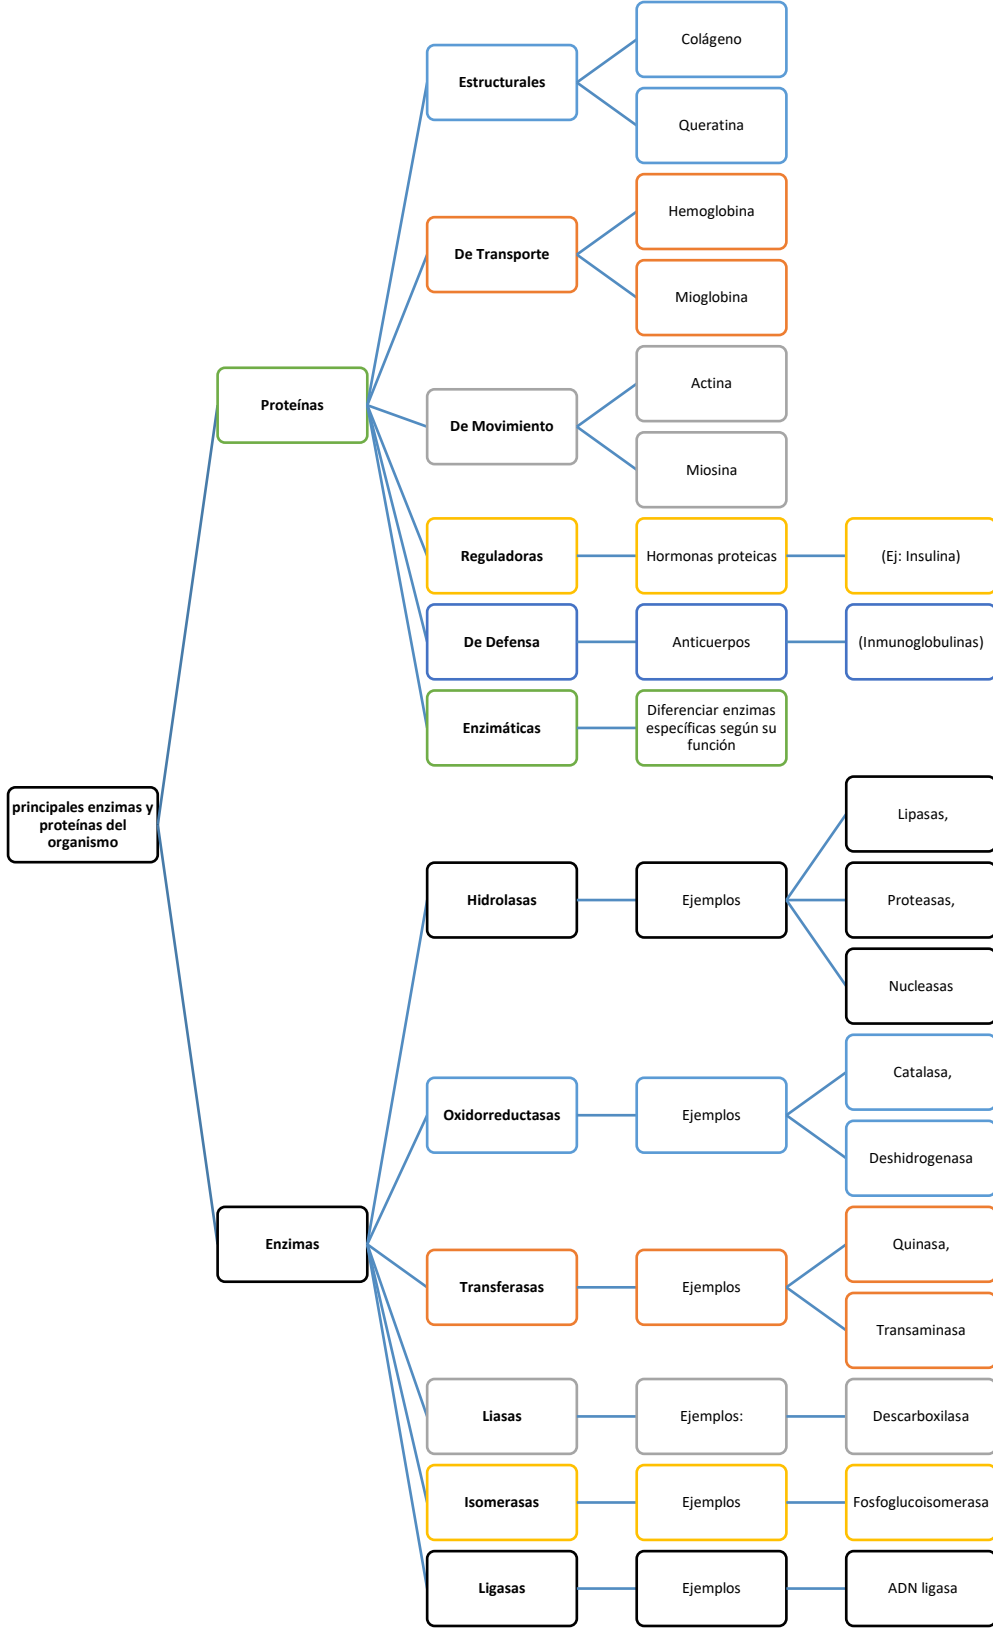 Colágeno
Estructurales
Queratina
Hemoglobina
De Transporte
Mioglobina
Proteínas
Actina
De Movimiento
Miosina
Reguladoras
Hormonas proteicas
(Ej: Insulina)
De Defensa
Anticuerpos
(Inmunoglobulinas)
Enzimáticas
Diferenciar enzimas
específicas según su
función
principales enzimas y
proteínas del
organismo
Lipasas,
Hidrolasas
Ejemplos
Proteasas,
Nucleasas
Catalasa,
Oxidorreductasas
Ejemplos
Deshidrogenasa
Enzimas
Quinasa,
Transferasas
Ejemplos
Transaminasa
Liasas
Ejemplos:
Descarboxilasa
Isomerasas
Ejemplos
Fosfoglucoisomerasa
Ligasas
Ejemplos
ADN ligasa